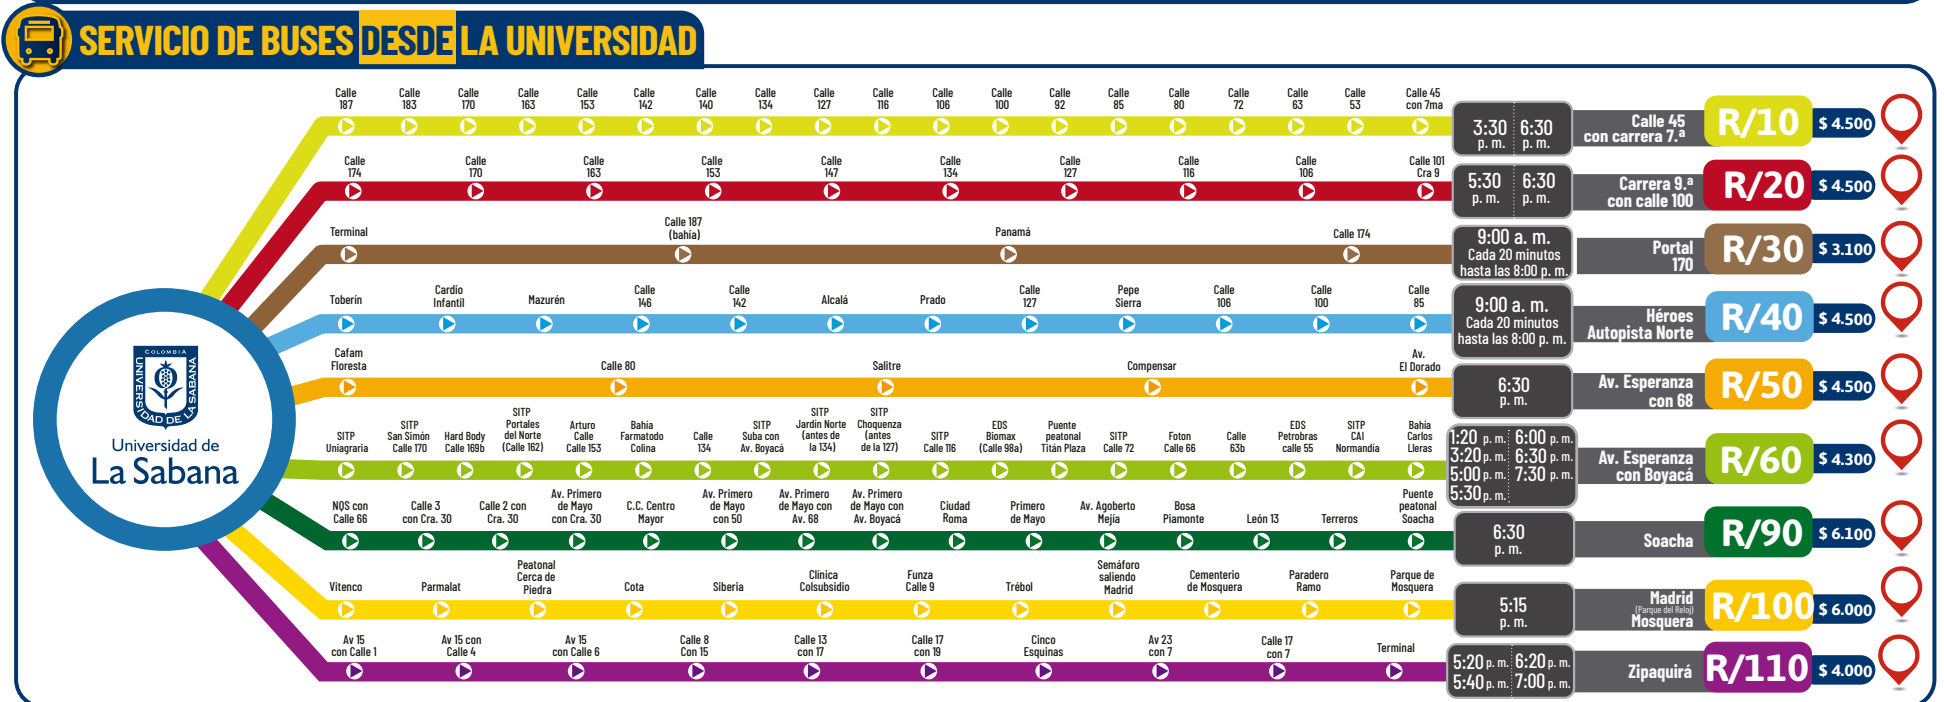 SERVICIO DE BUSES DESDE LA UNIVERSIDAD
Calle 187
Calle 183
Calle 170
Calle 163
Calle 153
Calle 142
Calle 140
Calle 134
Calle 127
Calle 116
Calle 106
Calle 100
Calle 92
Calle 85
Calle 80
Calle 72
Calle 63
Calle 53
Calle 45 con 7ma
3:30 p. m.
6:30 p. m.
Calle 45 con carrera 7.ª
R/10
$ 4.500
Calle 174
Calle 170
Calle 163
Calle 153
Calle 147
Calle 134
Calle 127
Calle 116
Calle 106
Calle 101 Cra 9
5:30 p. m.
6:30 p. m.
Carrera 9.ª con calle 100
R/20
$ 4.500
Terminal
Calle 187 (bahía)
Panamá
Calle 174
9:00 a. m.
Cada 20 minutos
hasta las 8:00 p. m.
Portal 170
R/30
$ 3.100
Toberín
Cardio Infantil
Mazurén
Calle 146
Calle 142
Alcalá
Prado
Calle 127
Pepe Sierra
Calle 106
Calle 100
Calle 85
9:00 a. m.
Cada 20 minutos
hasta las 8:00 p. m.
Héroes Autopista Norte
R/40
$ 4.500
Cafam Floresta
Calle 80
Salitre
Compensar
Av. El Dorado
6:30 p. m.
Av. Esperanza con 68
R/50
$ 4.500
SITP Uniagraria
SITP San Simón Calle 170
Hard Body Calle 169b
SITP Portales del Norte (Calle 162)
Arturo Calle Calle 153
Bahía Farmatodo Colina
Calle 134
SITP Suba con Av. Boyacá
SITP Jardín Norte (antes de la 134)
SITP Choquenza (antes de la 127)
SITP Calle 116
EDS Biomax (Calle 98a)
Puente peatonal Titán Plaza
SITP Calle 72
Foton Calle 66
Calle 63b
EDS Petrobras calle 55
SITP CAI Normandía
Bahía Carlos Lleras
1:20 p. m. 6:00 p. m.
3:20 p. m. 6:30 p. m.
5:00 p. m. 7:30 p. m.
5:30 p. m.
Av. Esperanza con Boyacá
R/60
$ 4.300
NQS con Calle 66
Calle 3 con Cra. 30
Calle 2 con Cra. 30
Av. Primero de Mayo con Cra. 30
C.C. Centro Mayor
Av. Primero de Mayo con 50
Av. Primero de Mayo con Av. 68
Av. Primero de Mayo con Av. Boyacá
Ciudad Roma
Primero de Mayo
Av. Agoberto Mejía
Bosa Piamonte
León 13
Terreros
Puente peatonal Soacha
6:30 p. m.
Soacha
R/90
$ 6.100
Vitenco
Parmalat
Peatonal Cerca de Piedra
Cota
Siberia
Clínica Colsubsidio
Funza Calle 9
Trébol
Semáforo saliendo Madrid
Cementerio de Mosquera
Paradero Ramo
Parque de Mosquera
5:15 p. m.
Madrid
(Parque del Reloj)
Mosquera
R/100
$ 6.000
Av 15 con Calle 1
Av 15 con Calle 4
Av 15 con Calle 6
Calle 8 Con 15
Calle 13 con 17
Calle 17 con 19
Cinco Esquinas
Av 23 con 7
Calle 17 con 7
Terminal
5:20 p. m. 6:20 p. m.
5:40 p. m. 7:00 p. m.
Zipaquirá
R/110
$ 4.000
COLOMBIA
UNIVERSIDAD DE LA SABANA
Universidad de
La Sabana